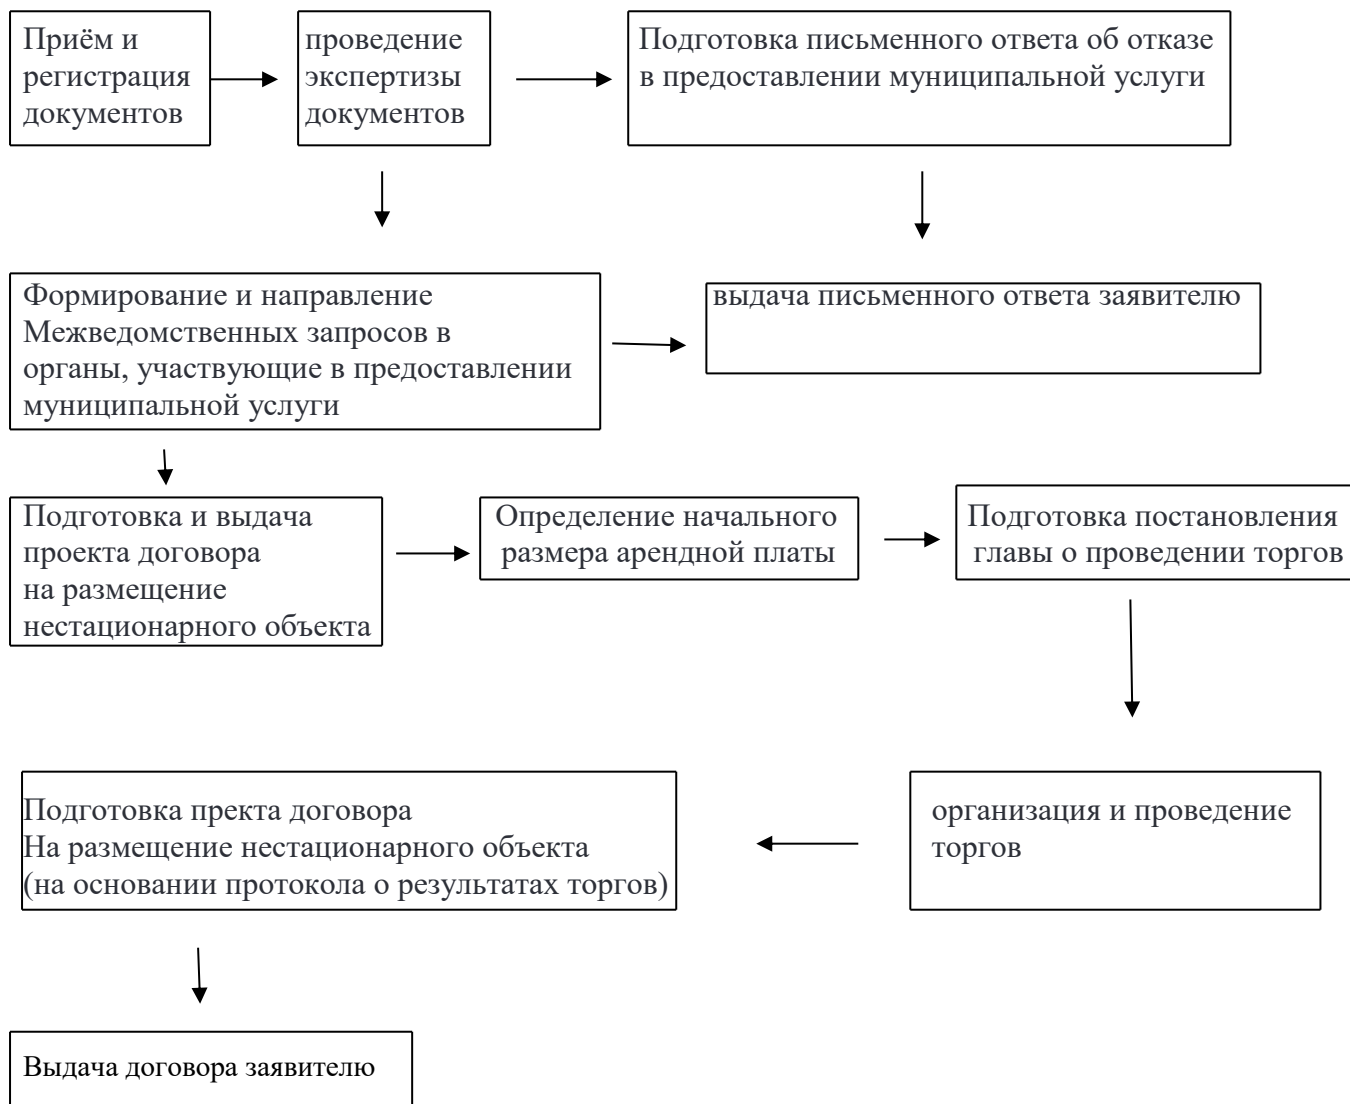 Приём и
регистрация
документов
проведение
экспертизы
документов
Подготовка письменного ответа об отказе
в предоставлении муниципальной услуги
Формирование и направление
Межведомственных запросов в
органы, участвующие в предоставлении
муниципальной услуги
выдача письменного ответа заявителю
Подготовка и выдача
проекта договора
на размещение
нестационарного объекта
Определение начального
размера арендной платы
Подготовка постановления
главы о проведении торгов
Подготовка пректа договора
На размещение нестационарного объекта
(на основании протокола о результатах торгов)
организация и проведение
торгов
Выдача договора заявителю